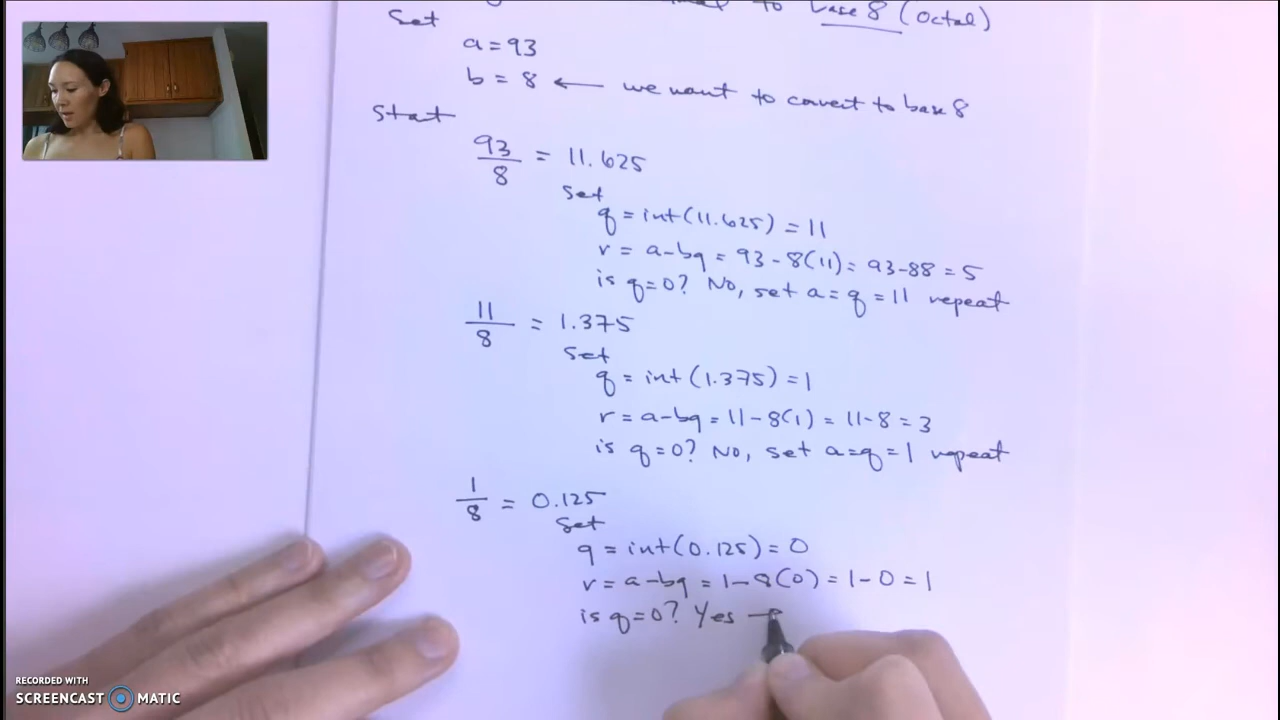 to base 8 (octal)
Set
a = 93
b = 8 ← we want to convert to base 8
Start
93/8 = 11.625
Set
q = int(11.625) = 11
r = a-bq = 93-8(11) = 93-88 = 5
is q=0? No, set a=q=11 repeat
11/8 = 1.375
Set
q = int(1.375) = 1
r = a-bq = 11-8(1) = 11-8 = 3
is q=0? No, set a=q=1 repeat
1/8 = 0.125
Set
q = int(0.125) = 0
r = a-bq = 1-8(0) = 1-0 = 1
is q=0? Yes →
RECORDED WITH
SCREENCAST MATIC